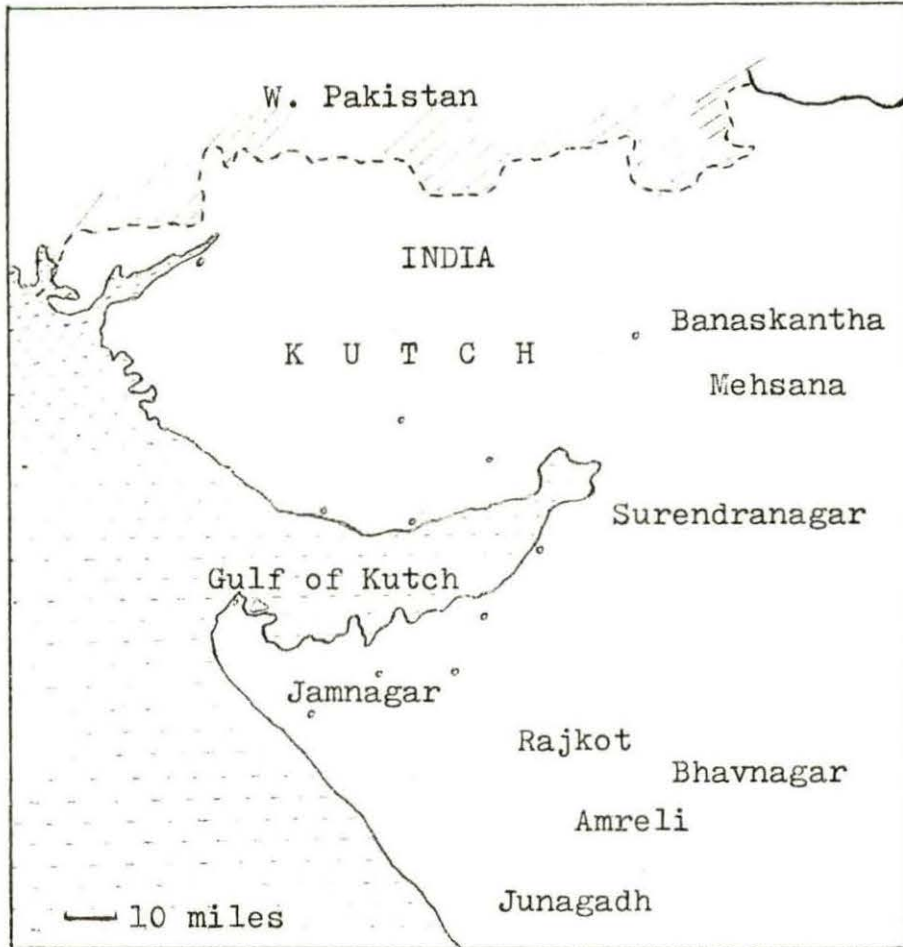 W. Pakistan
INDIA
Banaskantha
K U T C H
Mehsana
Surendranagar
Gulf of Kutch
Jamnagar
Rajkot
Bhavnagar
Amreli
Junagadh
10 miles